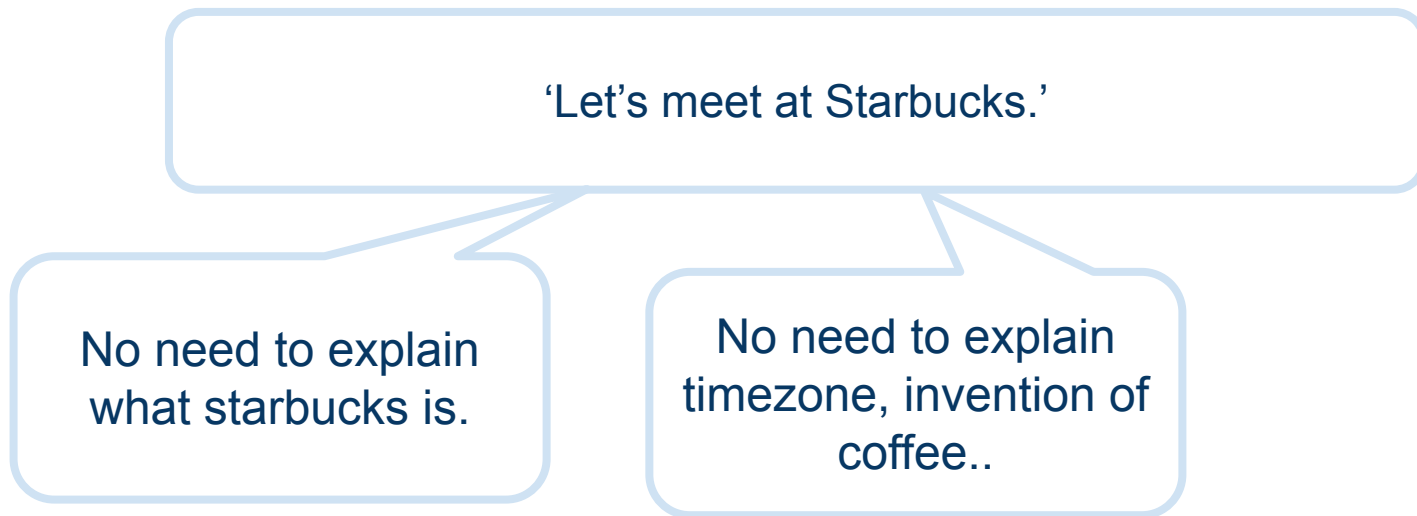 ‘Let’s meet at Starbucks.’
No need to explain
what starbucks is.
No need to explain
timezone, invention of
coffee..